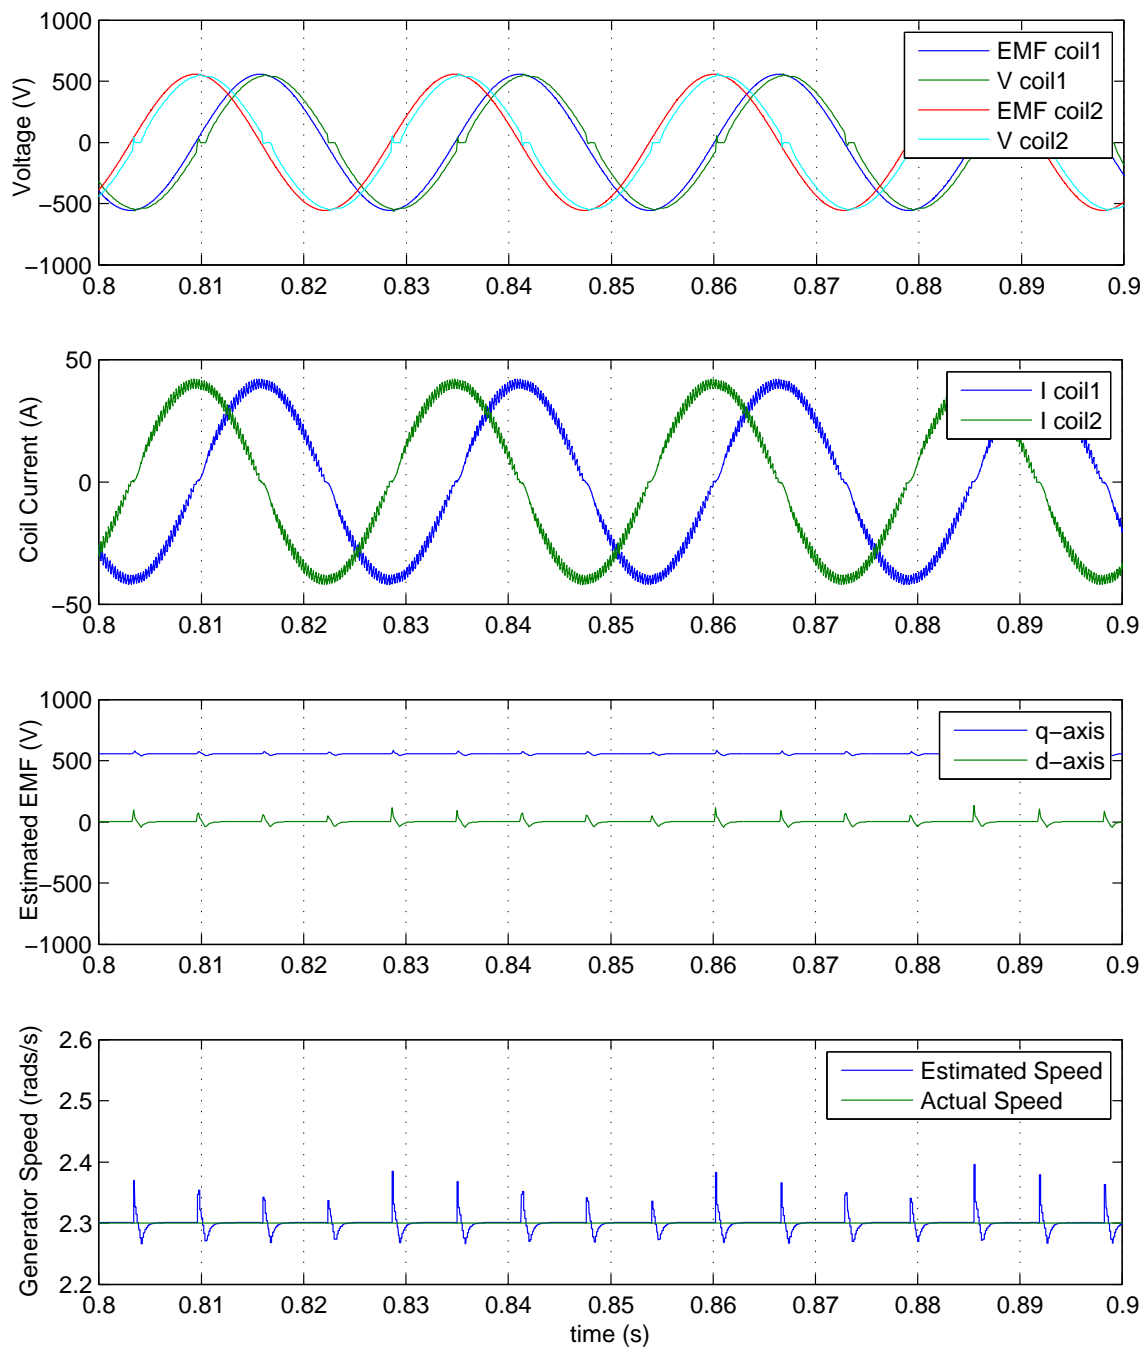 1000
500
0
−500
−1000
Voltage (V)
EMF coil1
V coil1
EMF coil2
V coil2
0.8 0.81 0.82 0.83 0.84 0.85 0.86 0.87 0.88 0.89 0.9
50
0
−50
Coil Current (A)
I coil1
I coil2
0.8 0.81 0.82 0.83 0.84 0.85 0.86 0.87 0.88 0.89 0.9
1000
500
0
−500
−1000
Estimated EMF (V)
q−axis
d−axis
0.8 0.81 0.82 0.83 0.84 0.85 0.86 0.87 0.88 0.89 0.9
2.6
2.5
2.4
2.3
2.2
Generator Speed (rads/s)
Estimated Speed
Actual Speed
0.8 0.81 0.82 0.83 0.84 0.85 0.86 0.87 0.88 0.89 0.9
time (s)